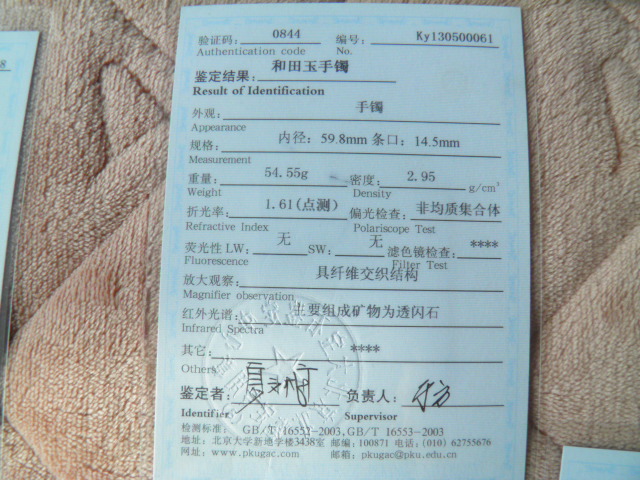 验证码: 0844 编号: Ky130500061
Authentication code No.
鉴定结果: 和田玉手镯
Result of Identification
外观: 手镯
Appearance
规格: 内径：59.8mm 条口：14.5mm
Measurement
重量: 54.55g 密度: 2.95 g/cm³
Weight Density
折光率: 1.61(点测) 偏光检查: 非均质集合体
Refractive Index Polariscope Test
荧光性 LW: 无 SW: 无 滤色镜检查: ****
Fluorescence Filter Test
放大观察: 具纤维交织结构
Magnifier observation
红外光谱: 主要组成矿物为透闪石
Infrared Spectra
其它: ****
Others
鉴定者: 负责人:
Identifier Supervisor
检测标准: GB/T 16551-2003,GB/T 16553-2003
地址: 北京大学新地学楼3438室 邮编: 100871 电话: (010) 62755676
网址: www.pkugac.com 邮箱: pkugac@pku.edu.cn
8